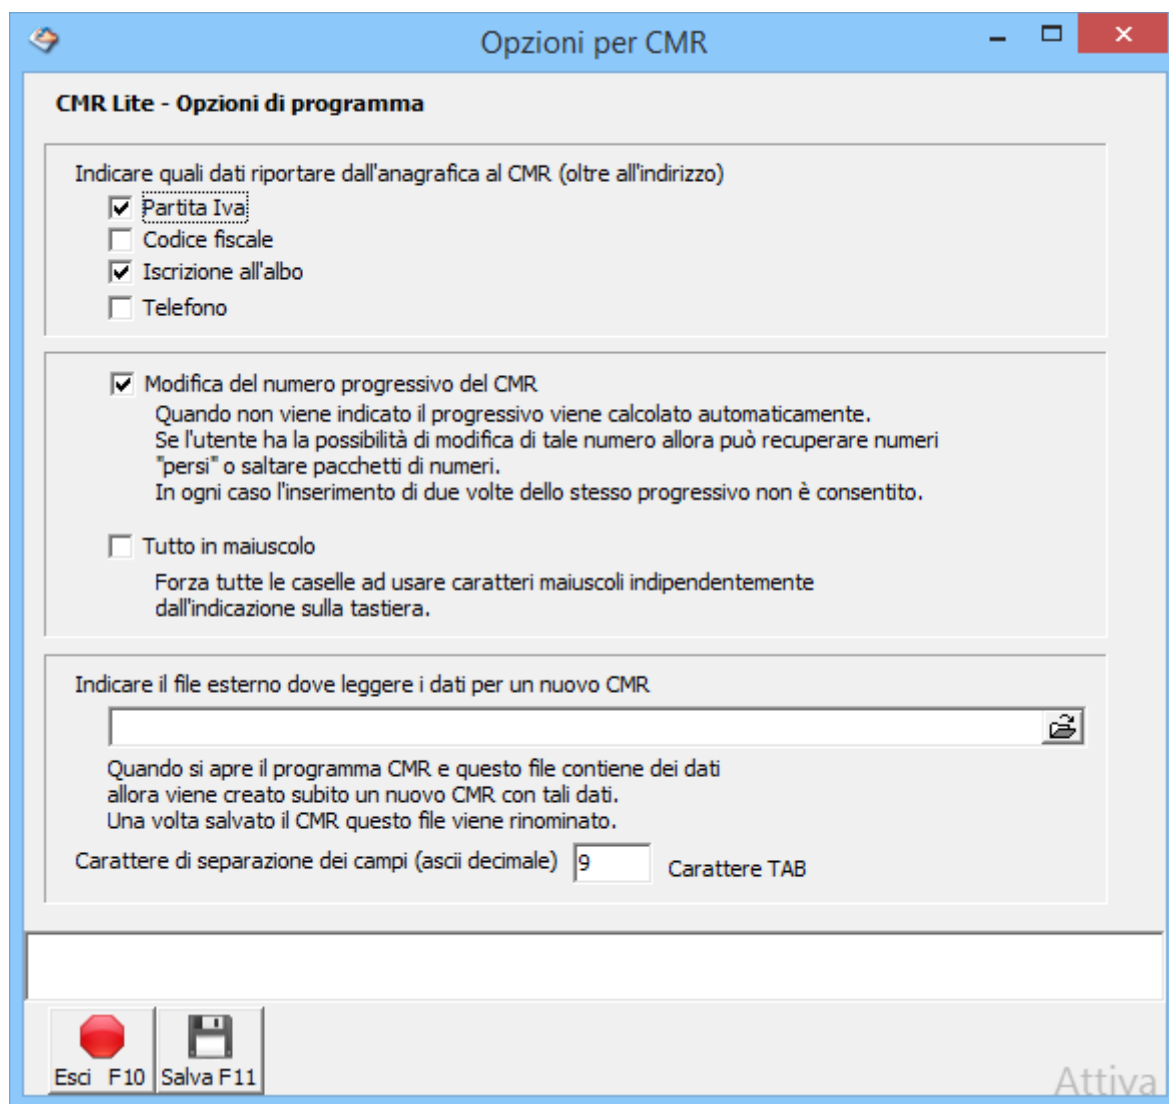 Opzioni per CMR
CMR Lite - Opzioni di programma
Indicare quali dati riportare dall'anagrafica al CMR (oltre all'indirizzo)
Partita Iva
Codice fiscale
Iscrizione all'albo
Telefono
Modifica del numero progressivo del CMR
Quando non viene indicato il progressivo viene calcolato automaticamente.
Se l'utente ha la possibilità di modifica di tale numero allora può recuperare numeri
"persi" o saltare pacchetti di numeri.
In ogni caso l'inserimento di due volte dello stesso progressivo non è consentito.
Tutto in maiuscolo
Forza tutte le caselle ad usare caratteri maiuscoli indipendentemente
dall'indicazione sulla tastiera.
Indicare il file esterno dove leggere i dati per un nuovo CMR
Quando si apre il programma CMR e questo file contiene dei dati
allora viene creato subito un nuovo CMR con tali dati.
Una volta salvato il CMR questo file viene rinominato.
Carattere di separazione dei campi (ascii decimale) 9 Carattere TAB
Esci F10 Salva F11
Attiva